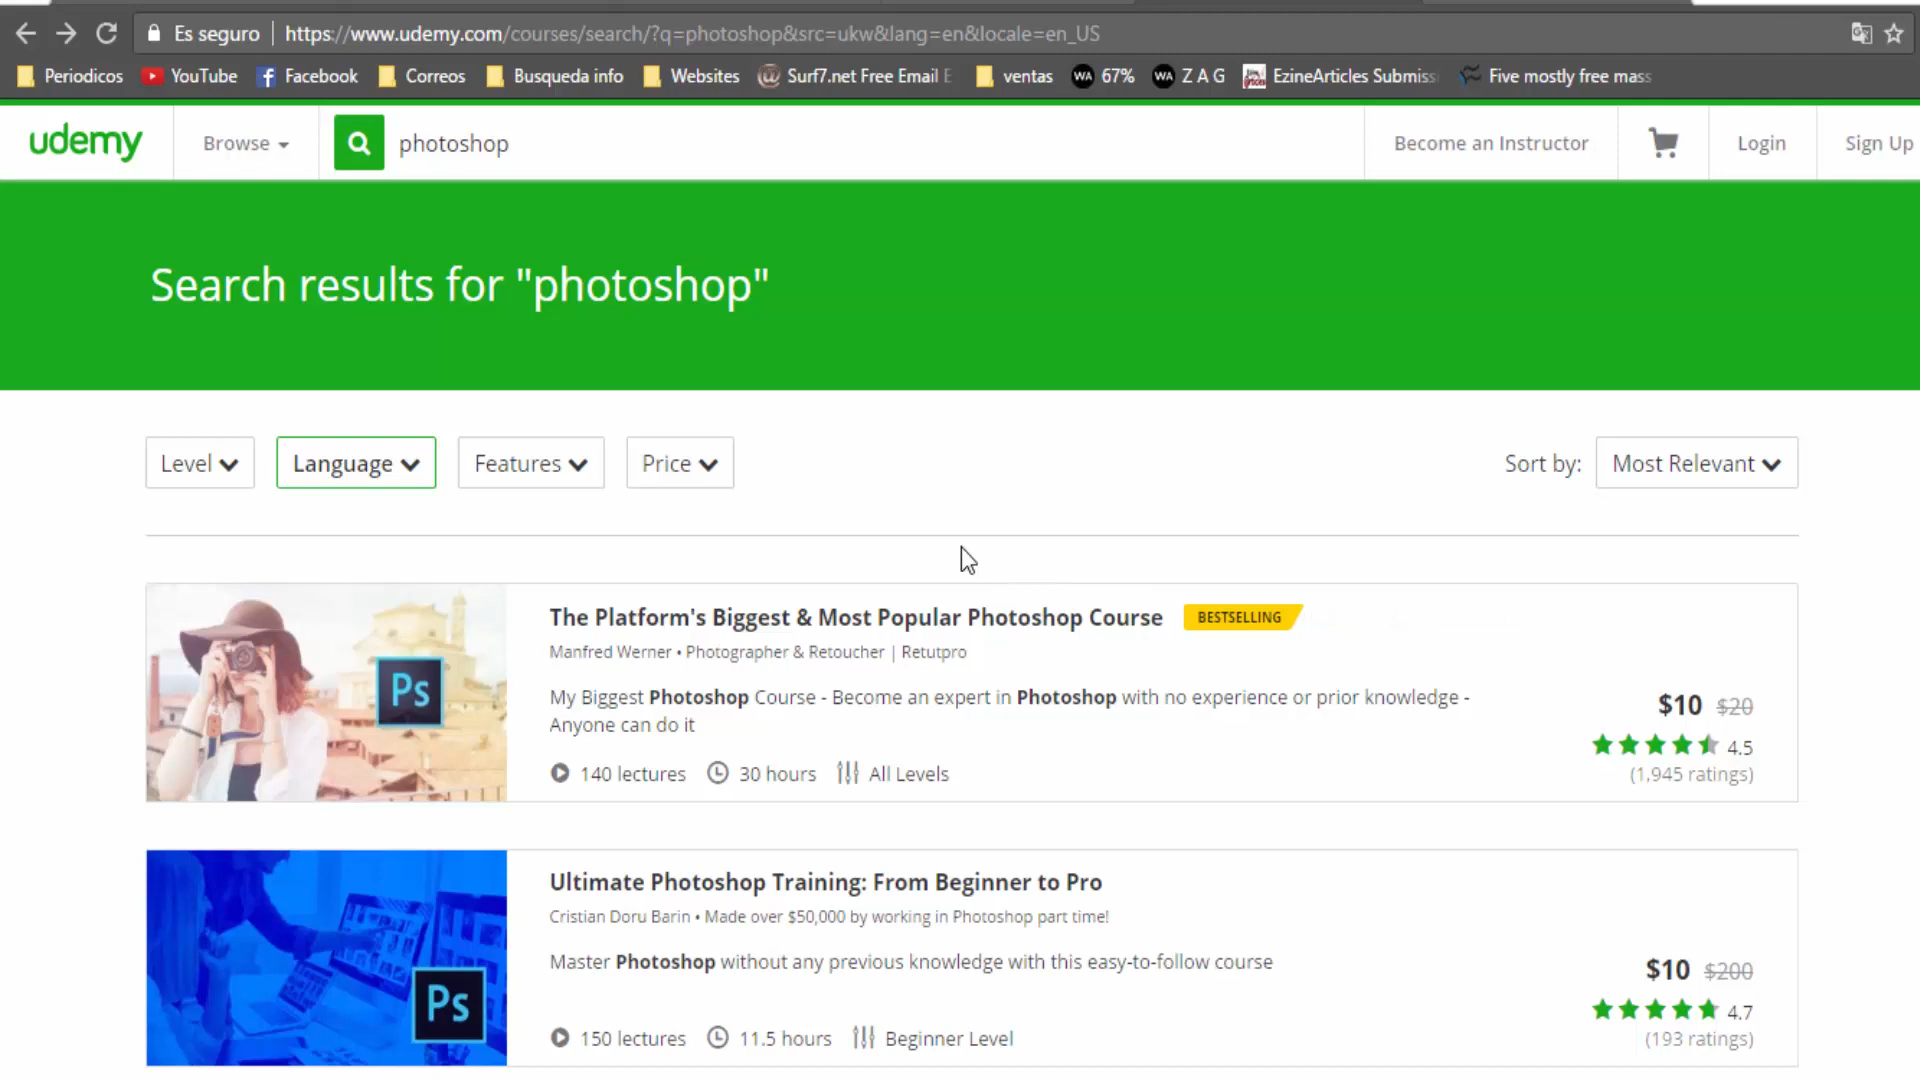 Es seguro | https://www.udemy.com/courses/search/?q=photoshop&src=ukw&lang=en&locale=en_US
Periodicos YouTube Facebook Correos Busqueda info Websites Surf7.net Free Email E ventas WA 67% WA Z A G EzineArticles Submiss Five mostly free mass
udemy Browse photoshop Become an Instructor Login Sign Up
Search results for "photoshop"
Level Language Features Price Sort by: Most Relevant
The Platform's Biggest & Most Popular Photoshop Course BESTSELLING
Manfred Werner • Photographer & Retoucher | Retutpro
Ps
My Biggest Photoshop Course - Become an expert in Photoshop with no experience or prior knowledge -
Anyone can do it
$10 $20
4.5
(1,945 ratings)
140 lectures 30 hours All Levels
Ultimate Photoshop Training: From Beginner to Pro
Cristian Doru Barin • Made over $50,000 by working in Photoshop part time!
Master Photoshop without any previous knowledge with this easy-to-follow course
$10 $200
Ps
4.7
(193 ratings)
150 lectures 11.5 hours Beginner Level